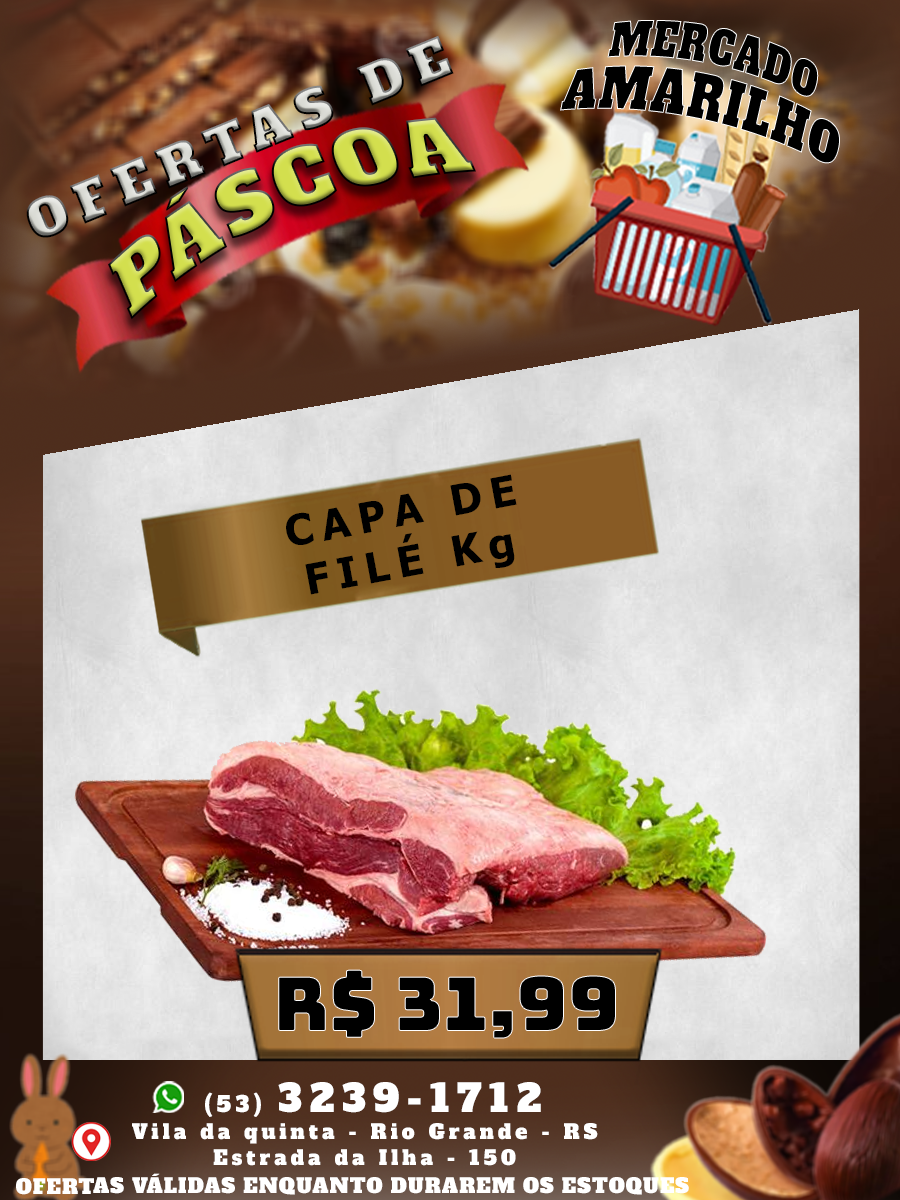 OFERTAS DE
PÁSCOA
MERCADO
AMARILHO
CAPA DE
FILÉ Kg
R$ 31,99
(53) 3239-1712
Vila da quinta - Rio Grande - RS
Estrada da Ilha - 150
OFERTAS VÁLIDAS ENQUANTO DURAREM OS ESTOQUES